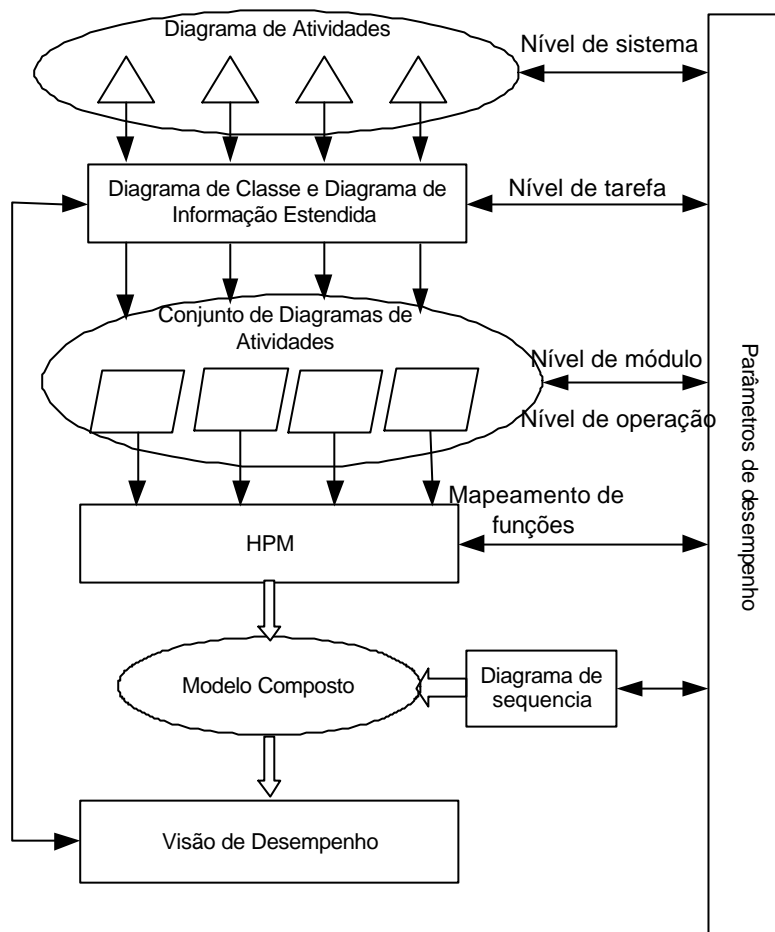 Diagrama de Atividades
Nível de sistema
Diagrama de Classe e Diagrama de
Informação Estendida
Nível de tarefa
Conjunto de Diagramas de
Atividades
Nível de módulo
Nível de operação
Mapeamento de
funções
HPM
Modelo Composto
Diagrama de
sequencia
Visão de Desempenho
Parâmetros de desempenho